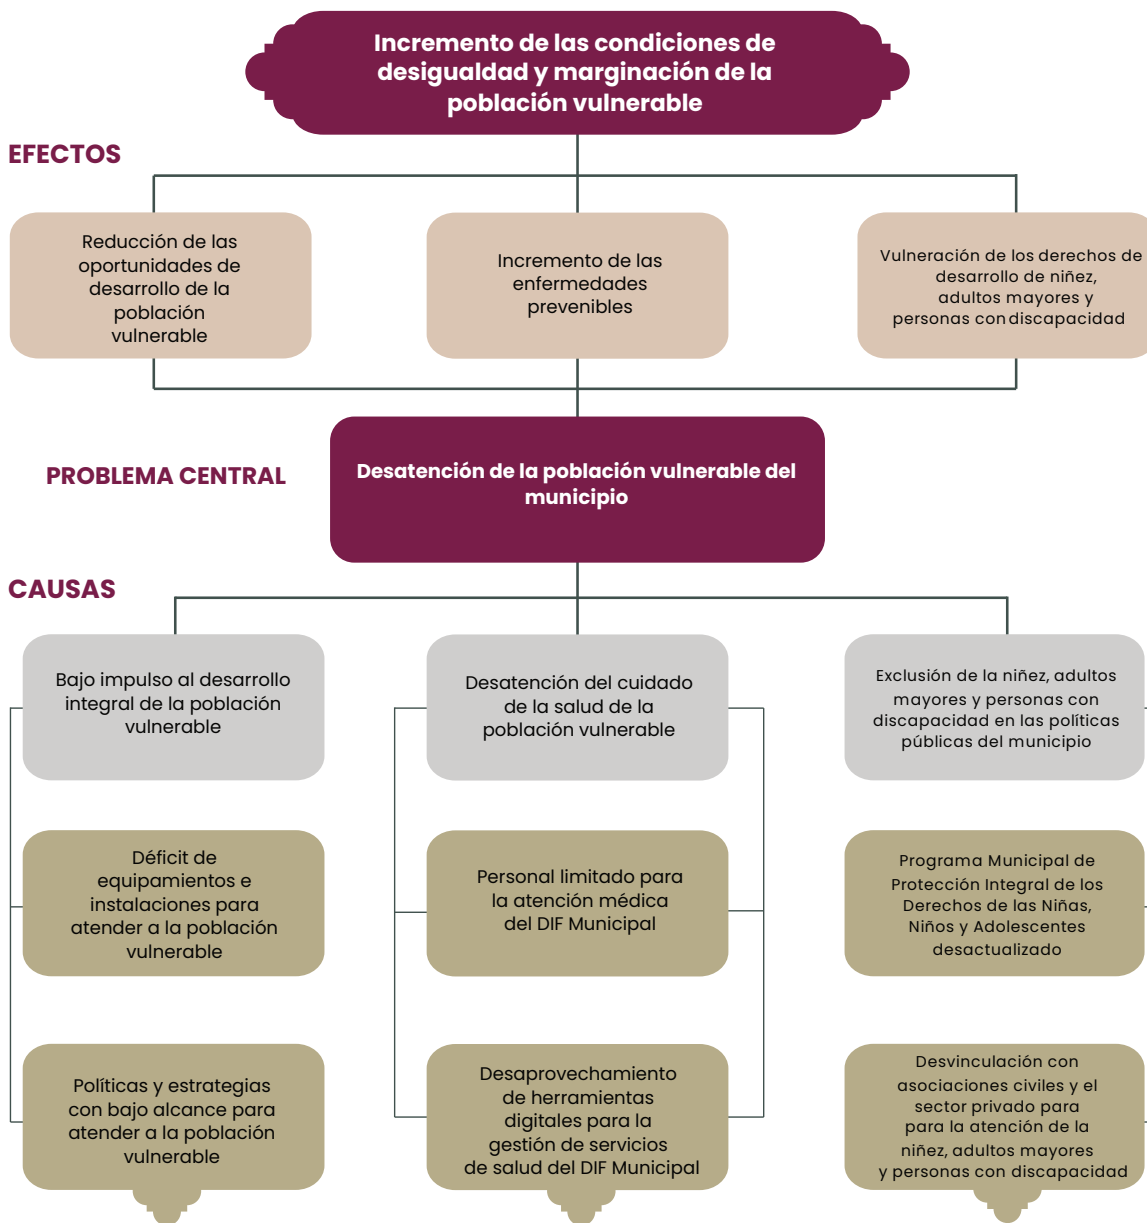 Incremento de las condiciones de
desigualdad y marginación de la
población vulnerable
EFECTOS
Reducción de las
oportunidades de
desarrollo de la
población
vulnerable
Incremento de las
enfermedades
prevenibles
Vulneración de los derechos de
desarrollo de niñez,
adultos mayores y
personas con discapacidad
PROBLEMA CENTRAL
Desatención de la población vulnerable del
municipio
CAUSAS
Bajo impulso al desarrollo
integral de la población
vulnerable
Desatención del cuidado
de la salud de la
población vulnerable
Exclusión de la niñez, adultos
mayores y personas con
discapacidad en las políticas
públicas del municipio
Déficit de
equipamientos e
instalaciones para
atender a la población
vulnerable
Personal limitado para
la atención médica
del DIF Municipal
Programa Municipal de
Protección Integral de los
Derechos de las Niñas,
Niños y Adolescentes
desactualizado
Políticas y estrategias
con bajo alcance para
atender a la población
vulnerable
Desaprovechamiento
de herramientas
digitales para la
gestión de servicios
de salud del DIF Municipal
Desvinculación con
asociaciones civiles y el
sector privado para
para la atención de la
niñez, adultos mayores
y personas con discapacidad